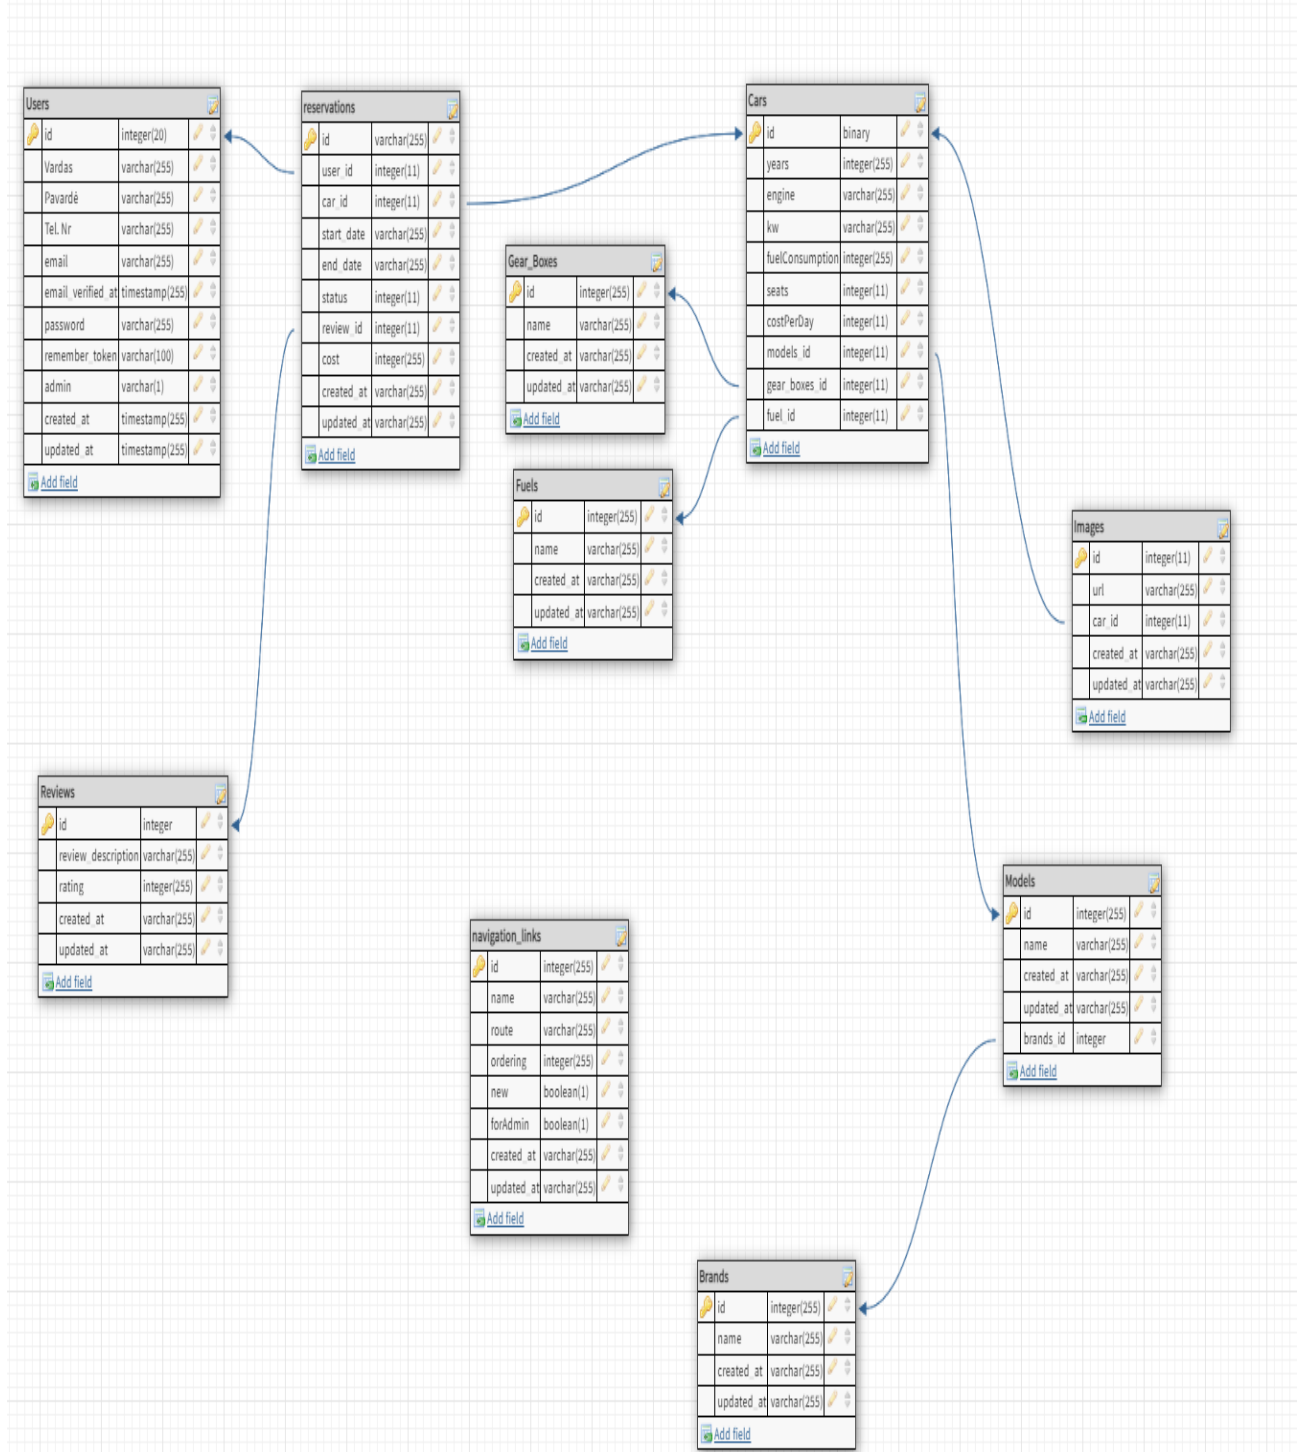 Users
id integer(20)
Vardas varchar(255)
Pavardė varchar(255)
Tel. Nr varchar(255)
email varchar(255)
email_verified_at timestamp(255)
password varchar(255)
remember_token varchar(100)
admin varchar(1)
created_at timestamp(255)
updated_at timestamp(255)
Add field
reservations
id varchar(255)
user_id integer(11)
car_id integer(11)
start_date varchar(255)
end_date varchar(255)
status integer(11)
review_id integer(11)
cost integer(255)
created_at varchar(255)
updated_at varchar(255)
Add field
Cars
id binary
years integer(255)
engine varchar(255)
kw varchar(255)
fuelConsumption integer(255)
seats integer(11)
costPerDay integer(11)
models_id integer(11)
gear_boxes_id integer(11)
fuel_id integer(11)
Add field
Gear_Boxes
id integer(255)
name varchar(255)
created_at varchar(255)
updated_at varchar(255)
Add field
Fuels
id integer(255)
name varchar(255)
created_at varchar(255)
updated_at varchar(255)
Add field
Images
id integer(11)
url varchar(255)
car_id integer(11)
created_at varchar(255)
updated_at varchar(255)
Add field
Reviews
id integer
review_description varchar(255)
rating integer(255)
created_at varchar(255)
updated_at varchar(255)
Add field
navigation_links
id integer(255)
name varchar(255)
route varchar(255)
ordering integer(255)
new boolean(1)
forAdmin boolean(1)
created_at varchar(255)
updated_at varchar(255)
Add field
Models
id integer(255)
name varchar(255)
created_at varchar(255)
updated_at varchar(255)
brands_id integer
Add field
Brands
id integer(255)
name varchar(255)
created_at varchar(255)
updated_at varchar(255)
Add field